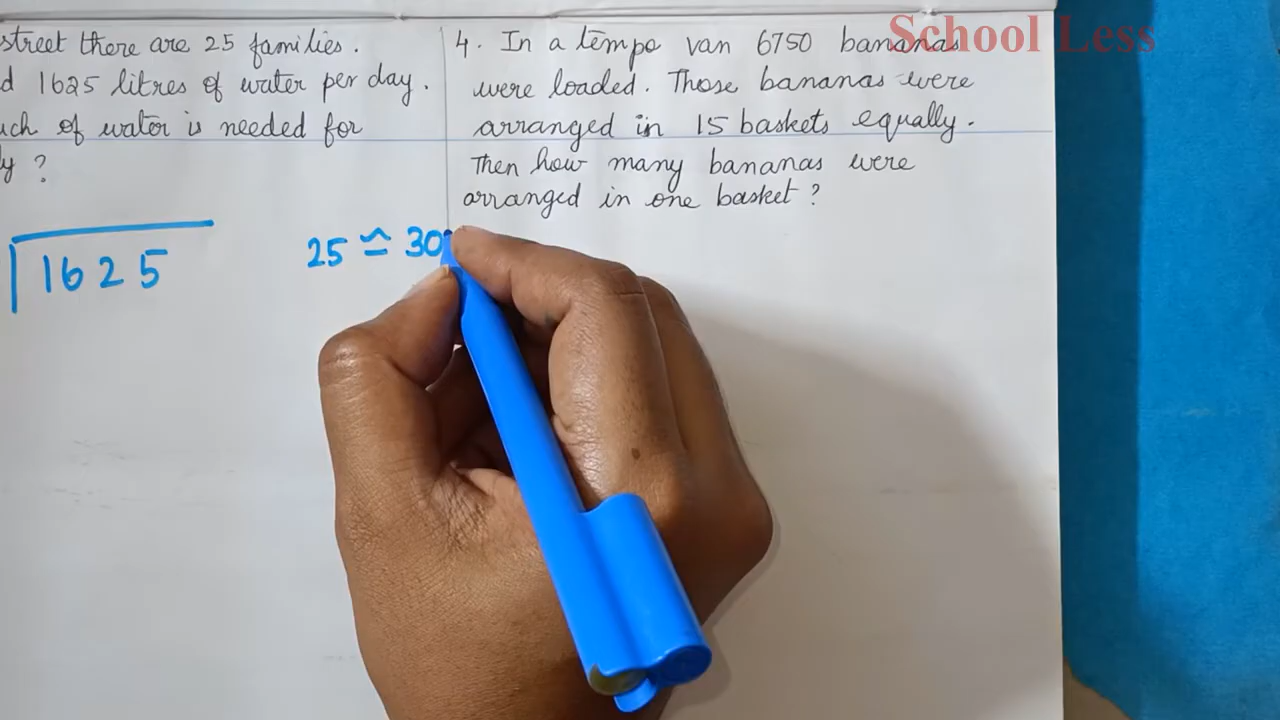 street there are 25 families.
d 1625 litres of water per day.
uch of water is needed for
y ?
1625
25 ≃ 30
4. In a tempo van 6750 bananas
were loaded. Those bananas were
arranged in 15 baskets equally.
Then how many bananas were
arranged in one basket ?
School Less